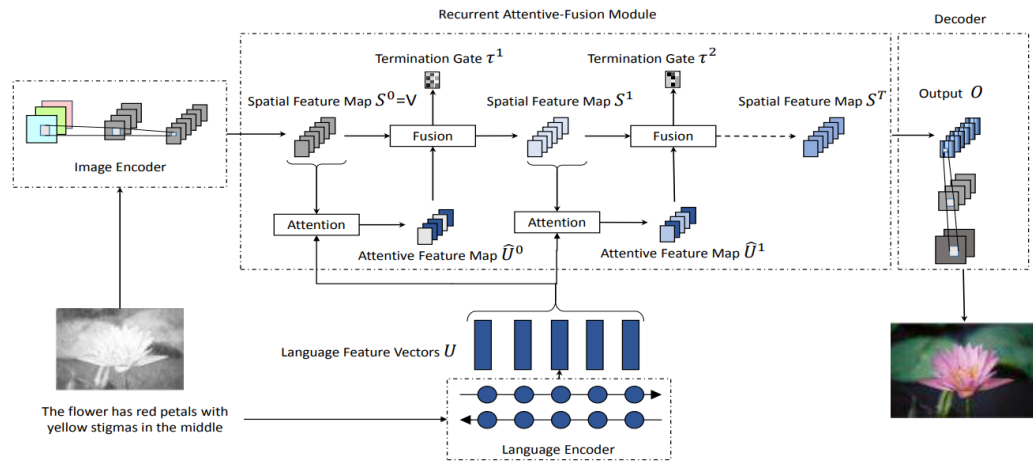 Recurrent Attentive-Fusion Module
Decoder
Termination Gate τ¹
Termination Gate τ²
Spatial Feature Map S⁰=V
Spatial Feature Map S¹
Spatial Feature Map Sᵀ
Output O
Fusion
Fusion
Image Encoder
Attention
Attention
Attentive Feature Map Û⁰
Attentive Feature Map Û¹
Language Feature Vectors U
The flower has red petals with
yellow stigmas in the middle
Language Encoder